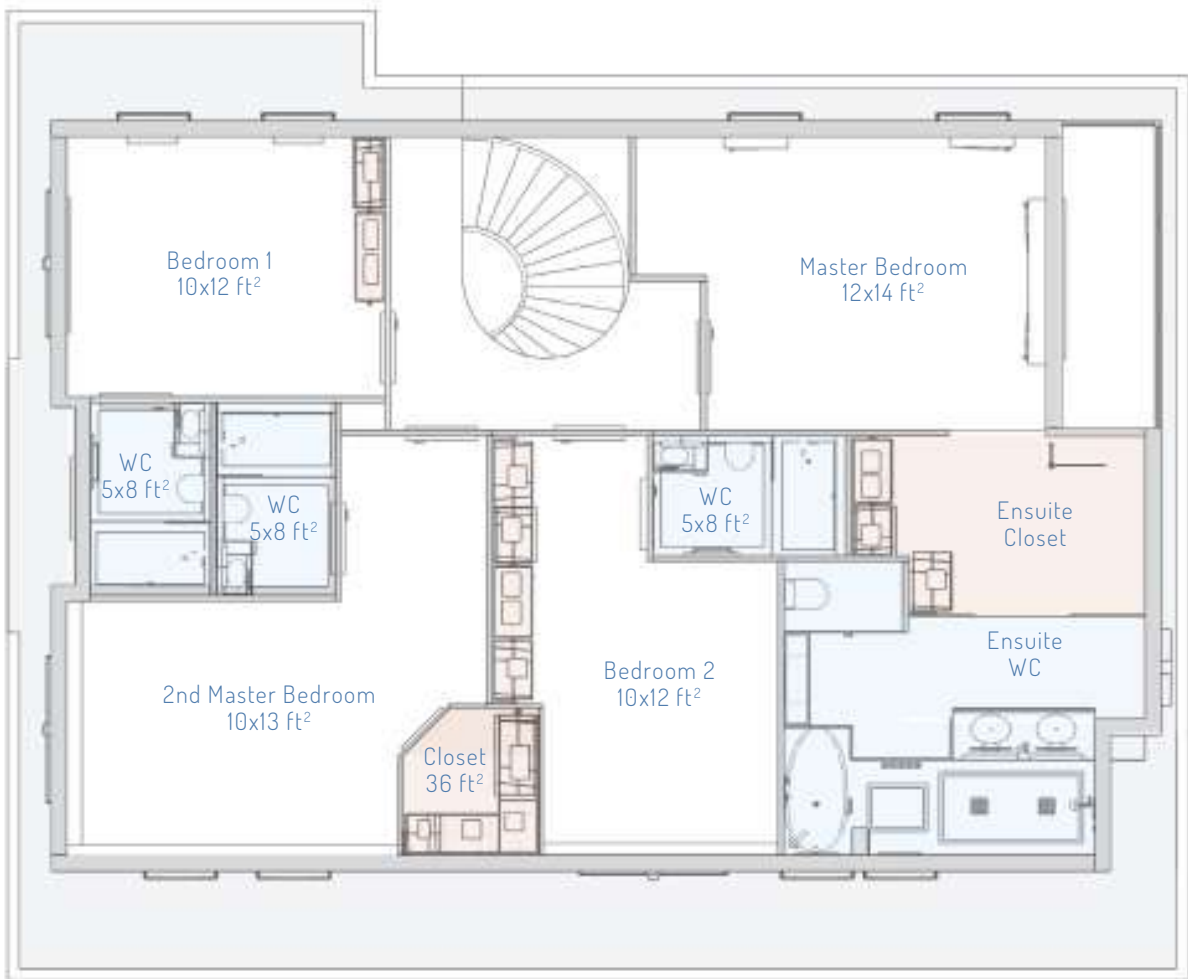 Bedroom 1
10x12 ft²
Master Bedroom
12x14 ft²
WC
5x8 ft²
WC
5x8 ft²
WC
5x8 ft²
Ensuite
Closet
Ensuite
WC
2nd Master Bedroom
10x13 ft²
Bedroom 2
10x12 ft²
Closet
36 ft²